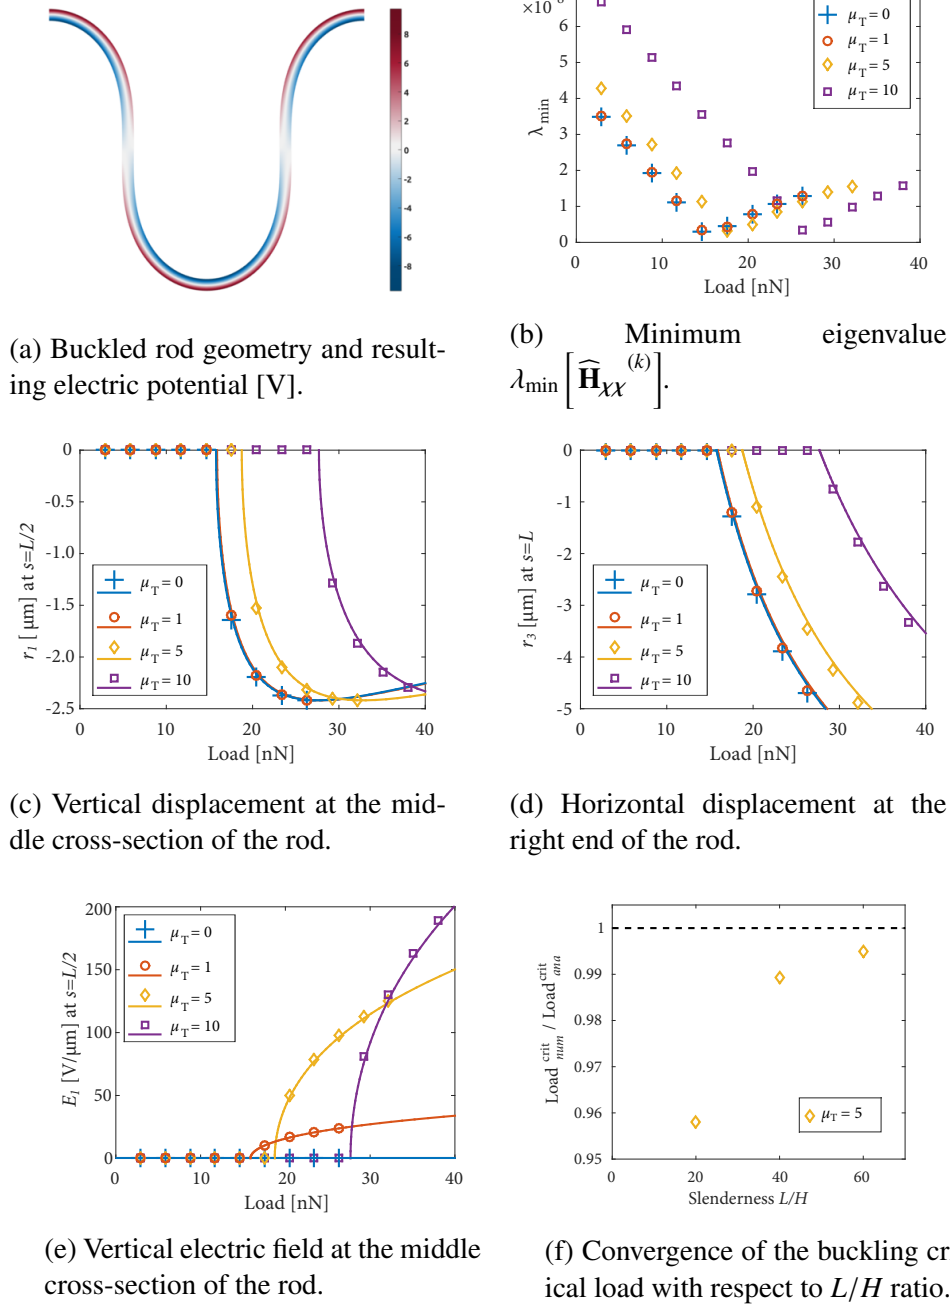 8
6
4
2
0
-2
-4
-6
-8
(a) Buckled rod geometry and result-
ing electric potential [V].
6
5
4
3
2
1
0
λmin
0 10 20 30 40
Load [nN]
μT = 0
μT = 1
μT = 5
μT = 10
(b) Minimum eigenvalue
λmin [Ĥχχ(k)].
0
-0.5
-1.0
-1.5
-2.0
-2.5
r1 [ μm] at s=L/2
0 10 20 30 40
Load [nN]
μT = 0
μT = 1
μT = 5
μT = 10
(c) Vertical displacement at the mid-
dle cross-section of the rod.
0
-1
-2
-3
-4
-5
r3 [μm] at s=L
0 10 20 30 40
Load [nN]
μT = 0
μT = 1
μT = 5
μT = 10
(d) Horizontal displacement at the
right end of the rod.
200
150
100
50
0
E1 [V/μm] at s=L/2
0 10 20 30 40
Load [nN]
μT = 0
μT = 1
μT = 5
μT = 10
(e) Vertical electric field at the middle
cross-section of the rod.
1
0.99
0.98
0.97
0.96
0.95
Load crit num / Load crit ana
0 20 40 60
Slenderness L/H
μT = 5
(f) Convergence of the buckling cr
ical load with respect to L/H ratio.